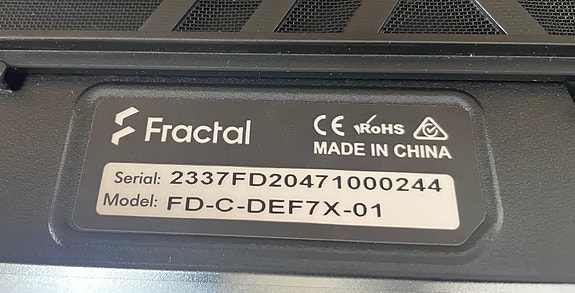 Fractal
CE RoHS
MADE IN CHINA
Serial: 2337FD20471000244
Model: FD-C-DEF7X-01